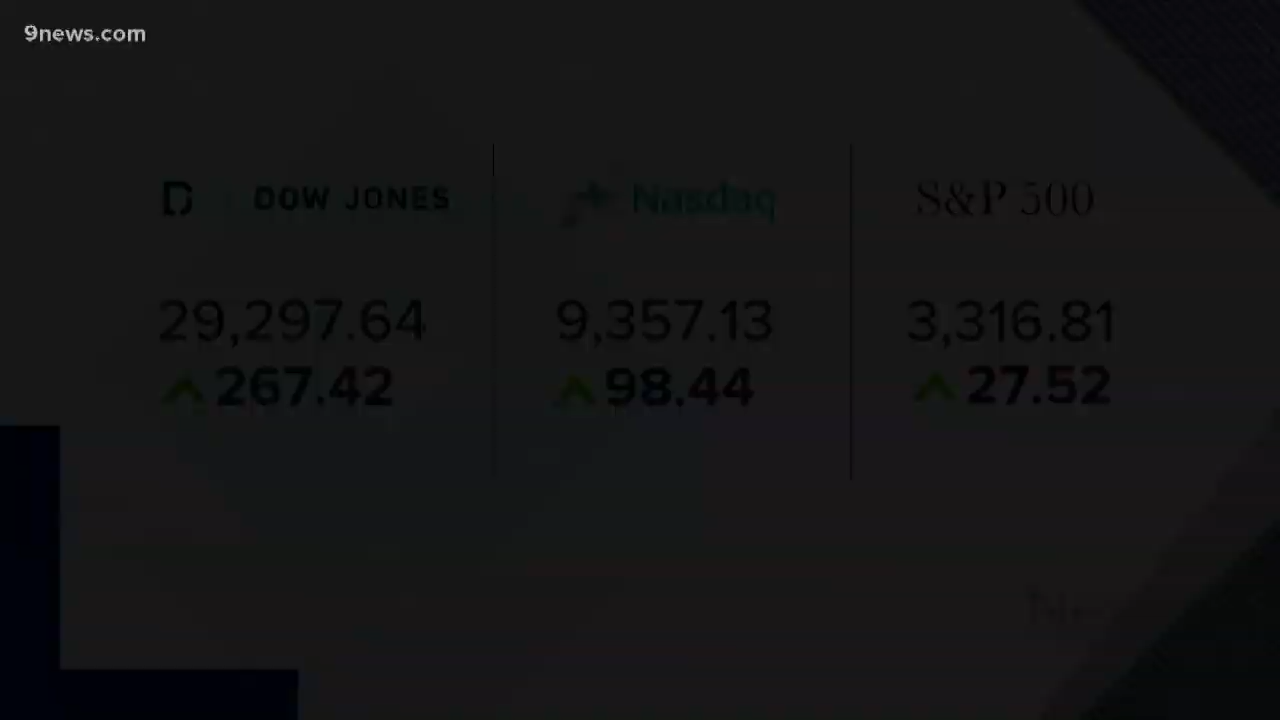 9news.com
D DOW JONES
Nasdaq
S&P 500
29,297.64
267.42
9,357.13
98.44
3,316.81
27.52